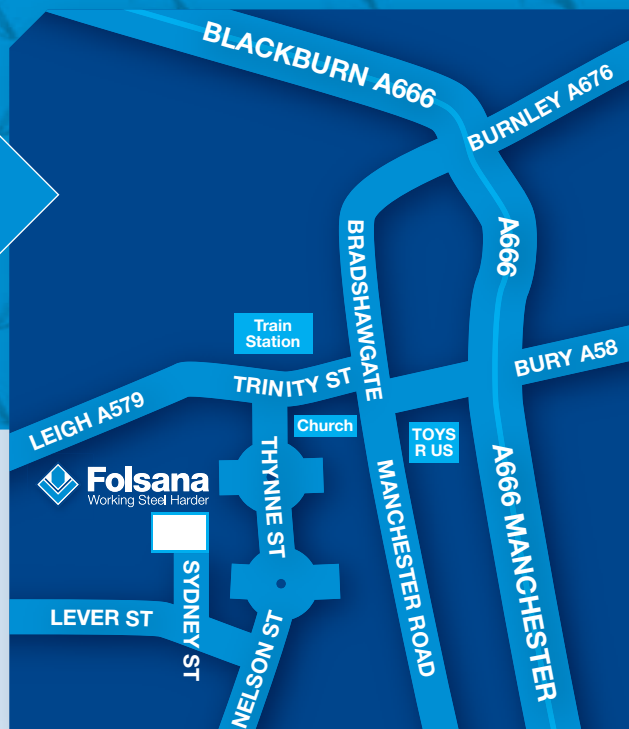 BLACKBURN A666
BURNLEY A676
A666
BRADSHAWGATE
Train
Station
BURY A58
TRINITY ST
LEIGH A579
Church
TOYS
R US
THYNNE ST
MANCHESTER ROAD
A666 MANCHESTER
Folsana
Working Steel Harder
SYDNEY ST
LEVER ST
NELSON ST